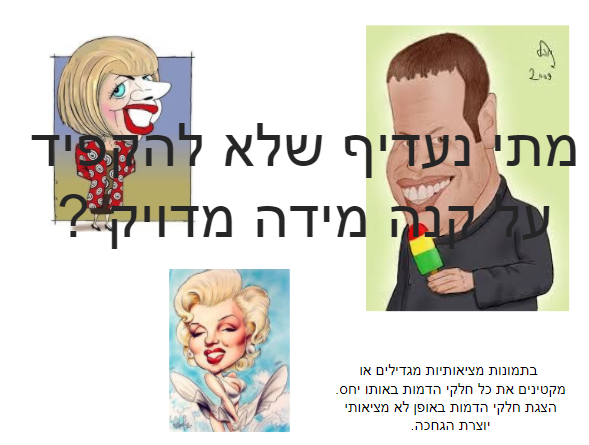 מתי נעדיף שלא להקפיד
על קנה מידה מדויק ?
2009
בתמונות מציאותיות מגדילים או
מקטינים את כל חלקי הדמות באותו יחס.
הצגת חלקי הדמות באופן לא מציאותי
יוצרת הגחכה.